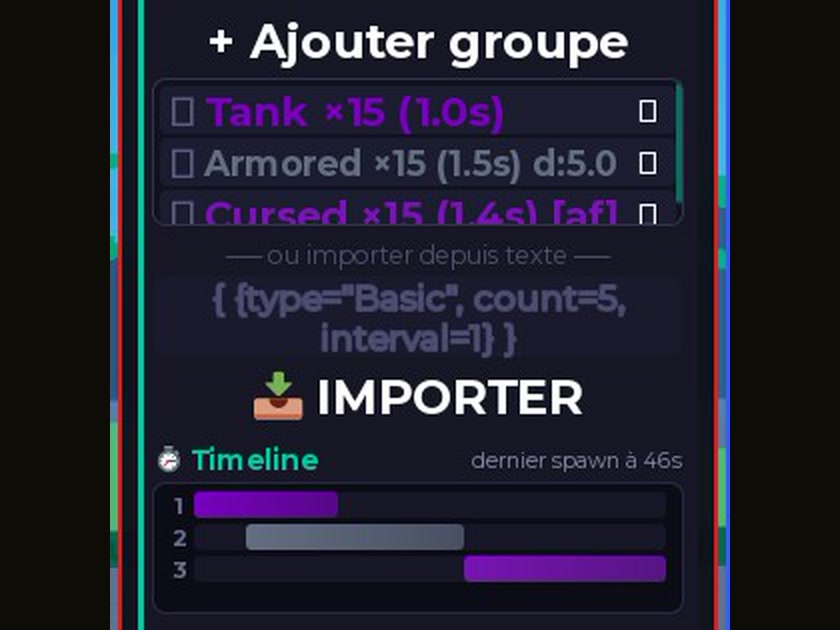 + Ajouter groupe
Tank ×15 (1.0s)
Armored ×15 (1.5s) d:5.0
Cursed ×15 (1.4s) [af]
ou importer depuis texte
{ {type="Basic", count=5,
interval=1} }
IMPORTER
Timeline dernier spawn à 46s
1
2
3